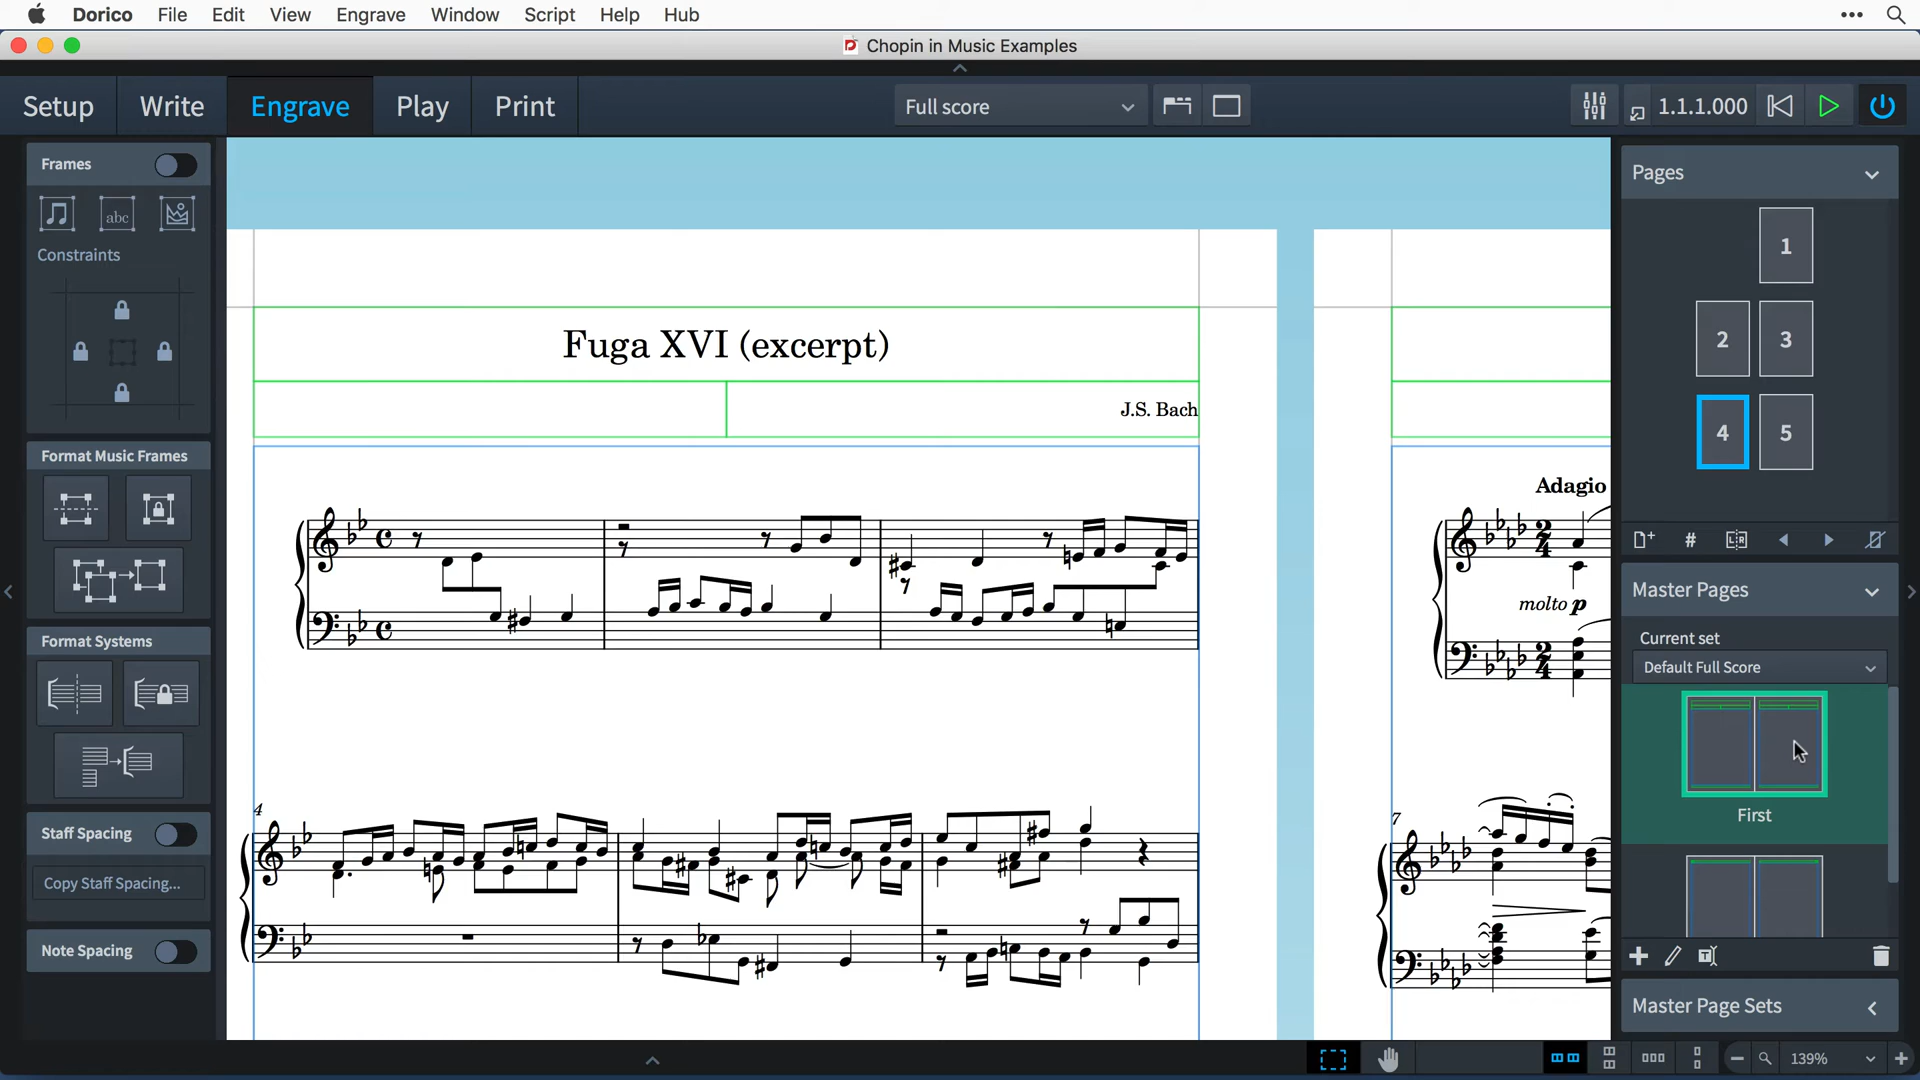 Dorico File Edit View Engrave Window Script Help Hub
Chopin in Music Examples
Setup Write Engrave Play Print
Full score
1.1.1.000
Frames
abc
Constraints
Format Music Frames
Format Systems
Staff Spacing
Copy Staff Spacing...
Note Spacing
Fuga XVI (excerpt)
J.S. Bach
4
Adagio
molto p
7
Pages
1
2 3
4 5
#
L R
Master Pages
Current set
Default Full Score
First
Master Page Sets
139%